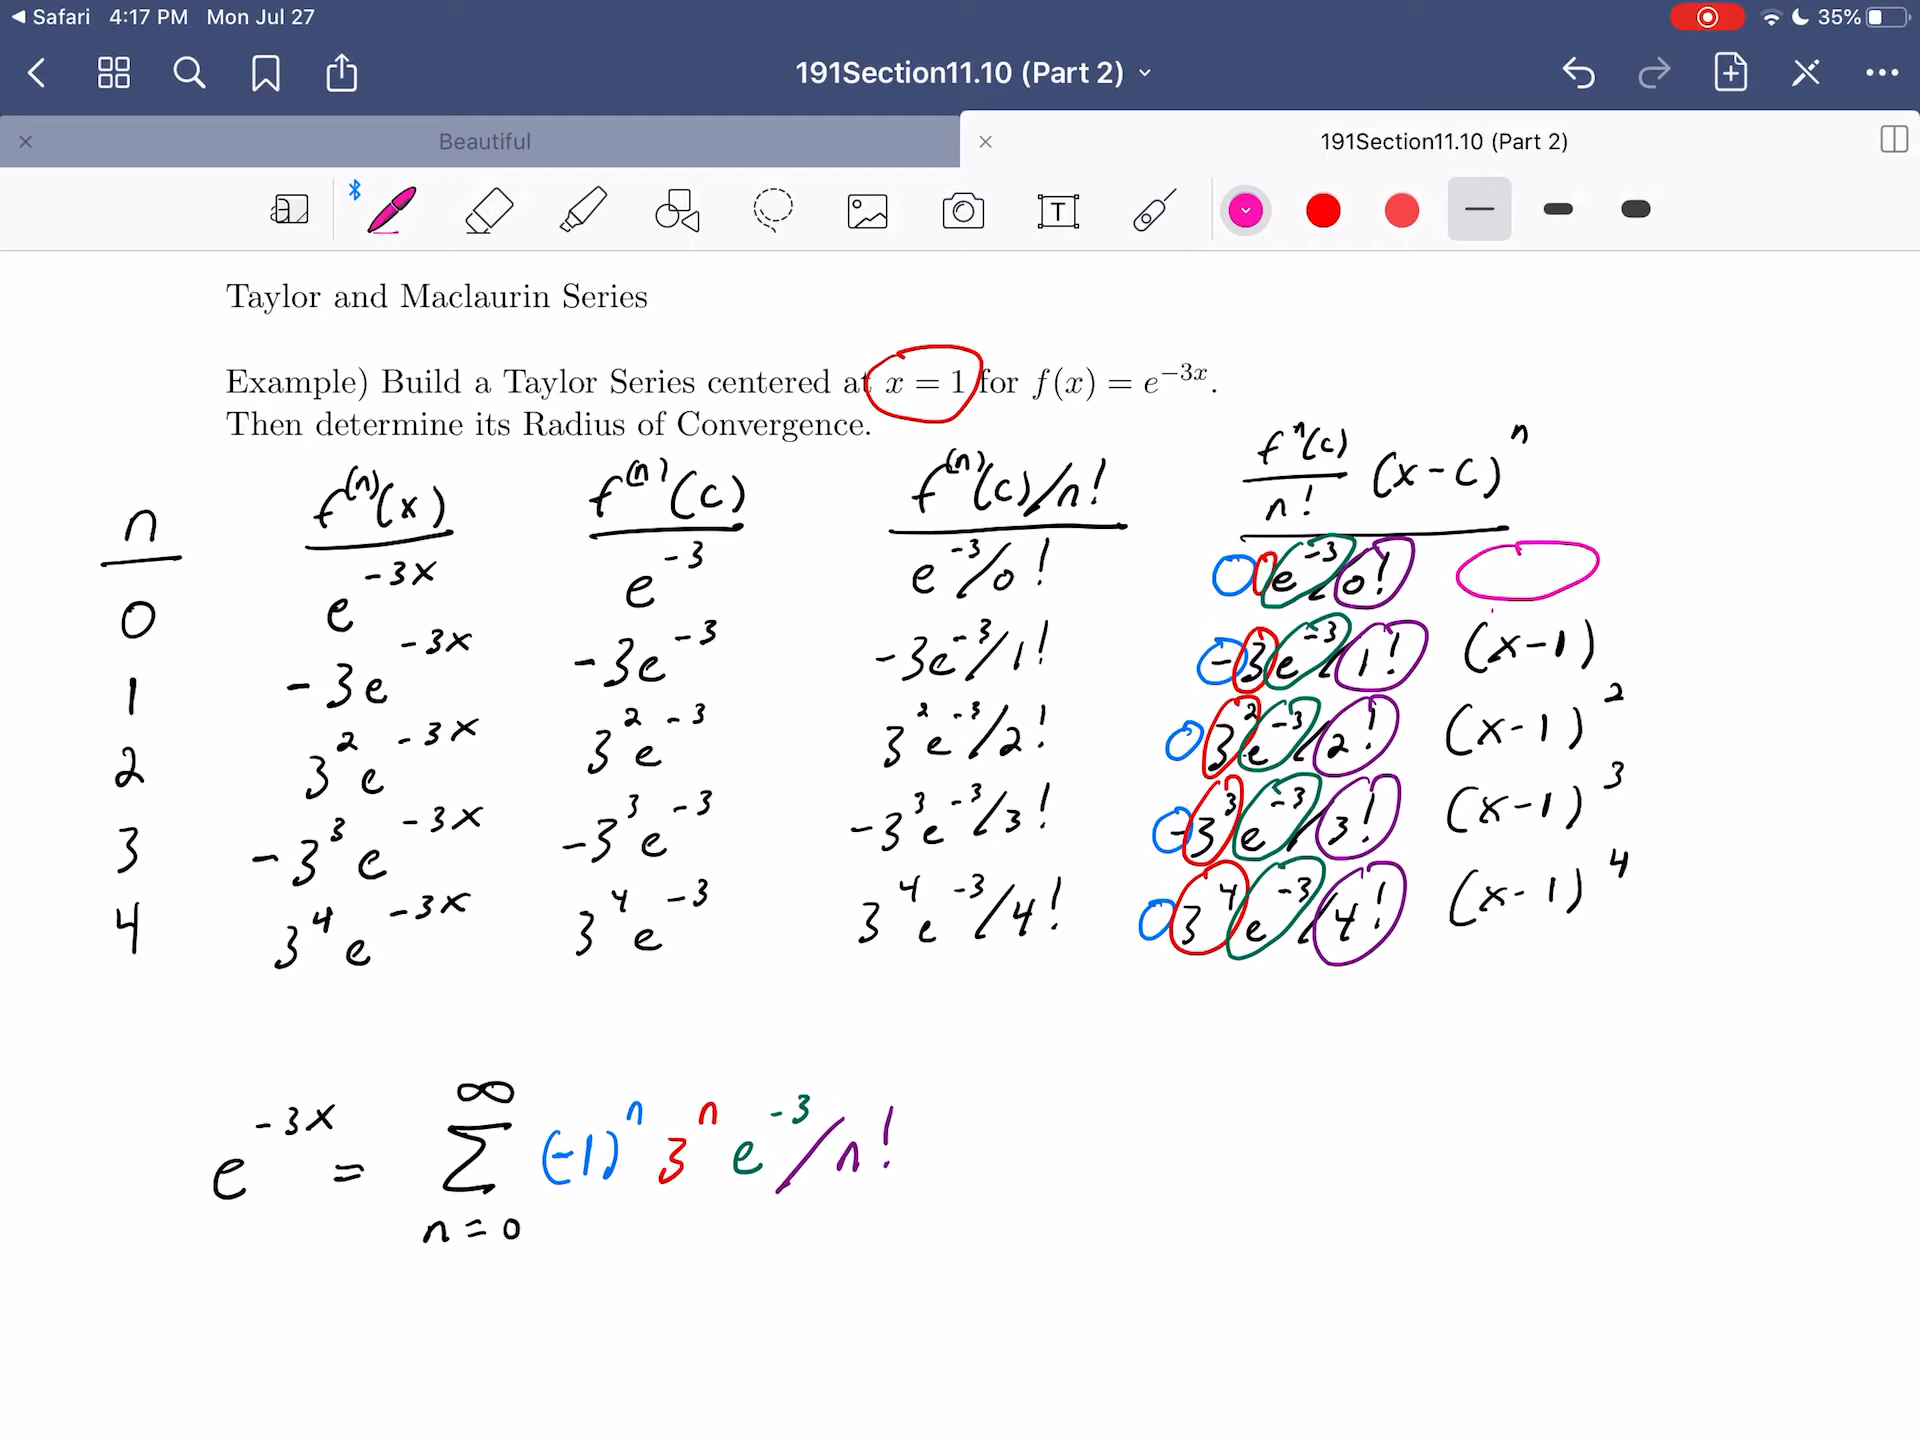 Safari 4:17 PM Mon Jul 27 35%
191Section11.10 (Part 2)
Beautiful
191Section11.10 (Part 2)
Taylor and Maclaurin Series
Example) Build a Taylor Series centered at x = 1 for f(x) = e^{-3x}.
Then determine its Radius of Convergence.
n f^{(n)}(x) f^{(n)}(c) f^{(n)}(c)/n! \frac{f^n(c)}{n!} (x-c)^n
0 e^{-3x} e^{-3} e^{-3}/0! e^{-3}/0!
1 -3e^{-3x} -3e^{-3} -3e^{-3}/1! -3e^{-3}/1! (x-1)
2 3^2 e^{-3x} 3^2 e^{-3} 3^2 e^{-3}/2! 3^2 e^{-3}/2! (x-1)^2
3 -3^3 e^{-3x} -3^3 e^{-3} -3^3 e^{-3}/3! -3^3 e^{-3}/3! (x-1)^3
4 3^4 e^{-3x} 3^4 e^{-3} 3^4 e^{-3}/4! 3^4 e^{-3}/4! (x-1)^4
e^{-3x} = \sum_{n=0}^{∞} (-1)^n 3^n e^{-3}/n!